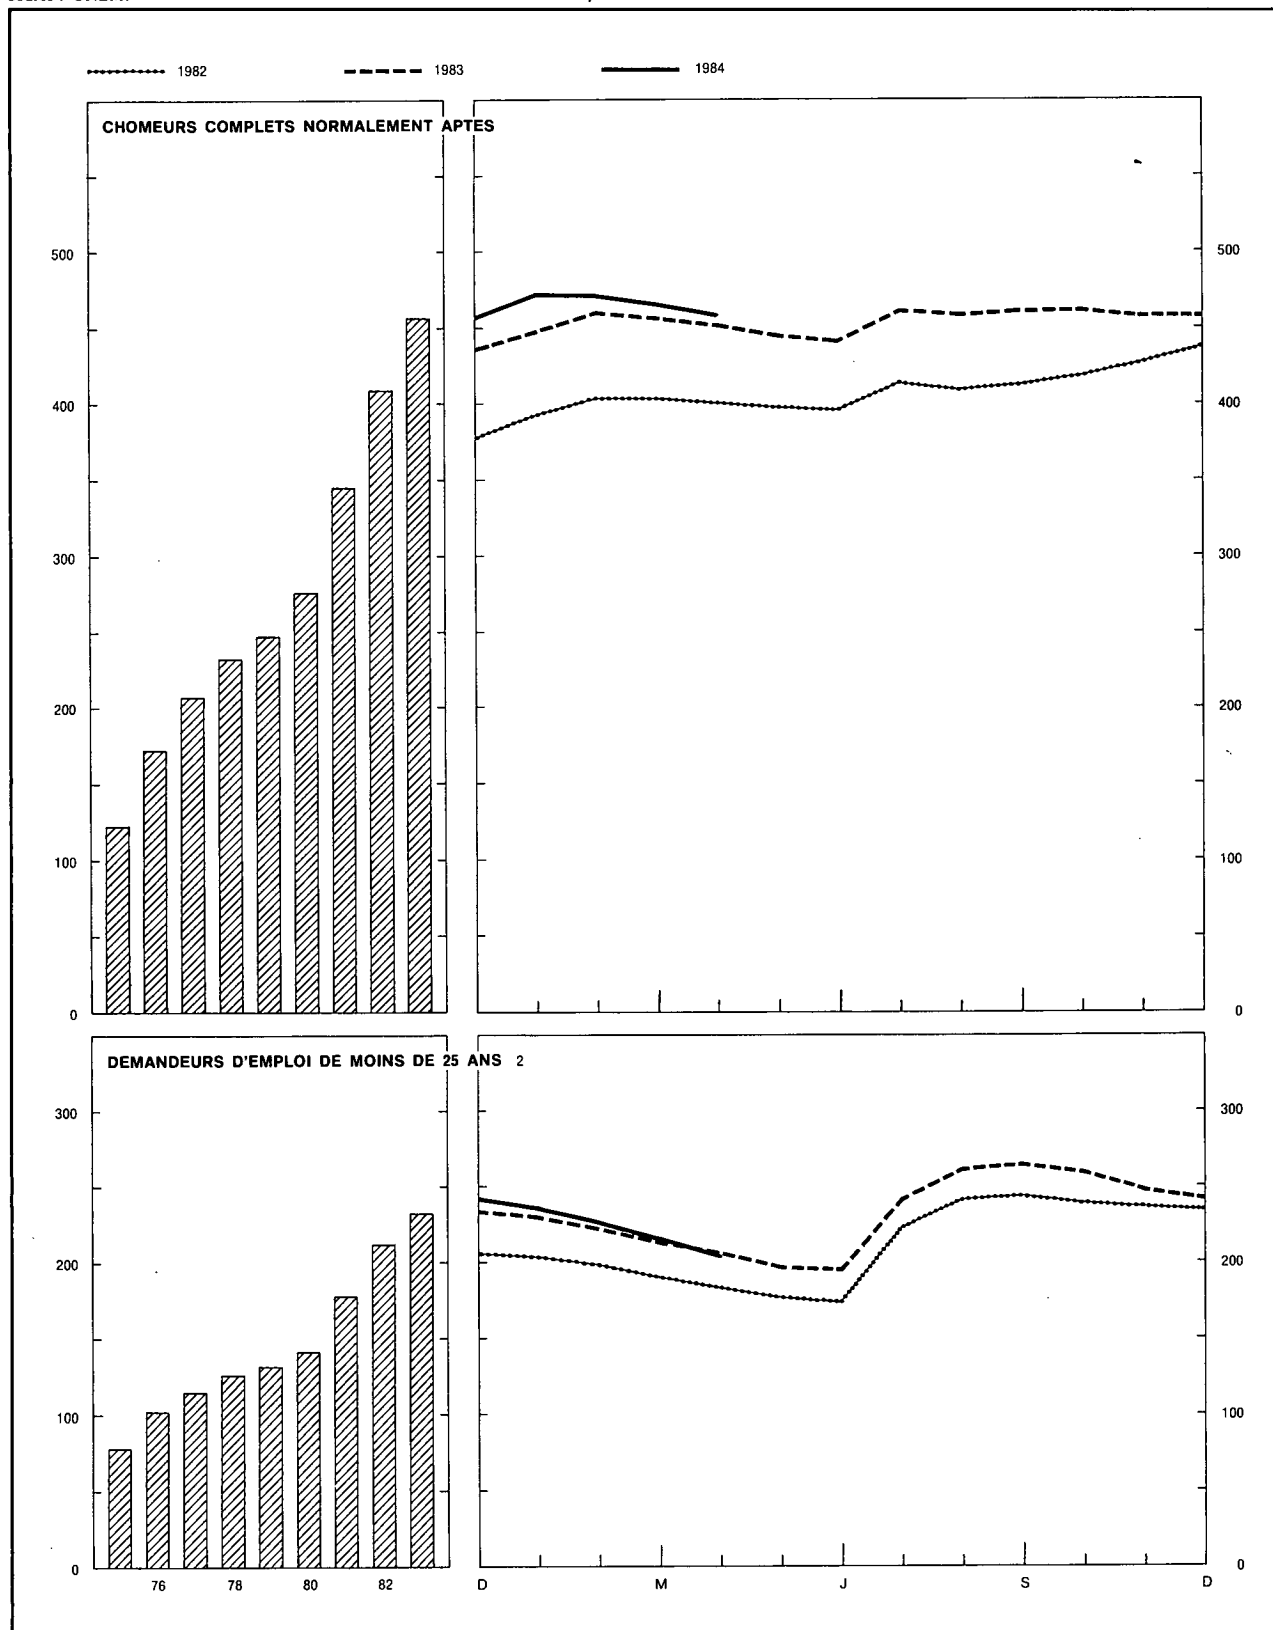 1982 1983 1984
CHOMEURS COMPLETS NORMALEMENT APTES
500 500
400 400
300 300
200 200
100 100
0 0
DEMANDEURS D'EMPLOI DE MOINS DE 25 ANS 2
300 300
200 200
100 100
0 0
76 78 80 82 D M J S D